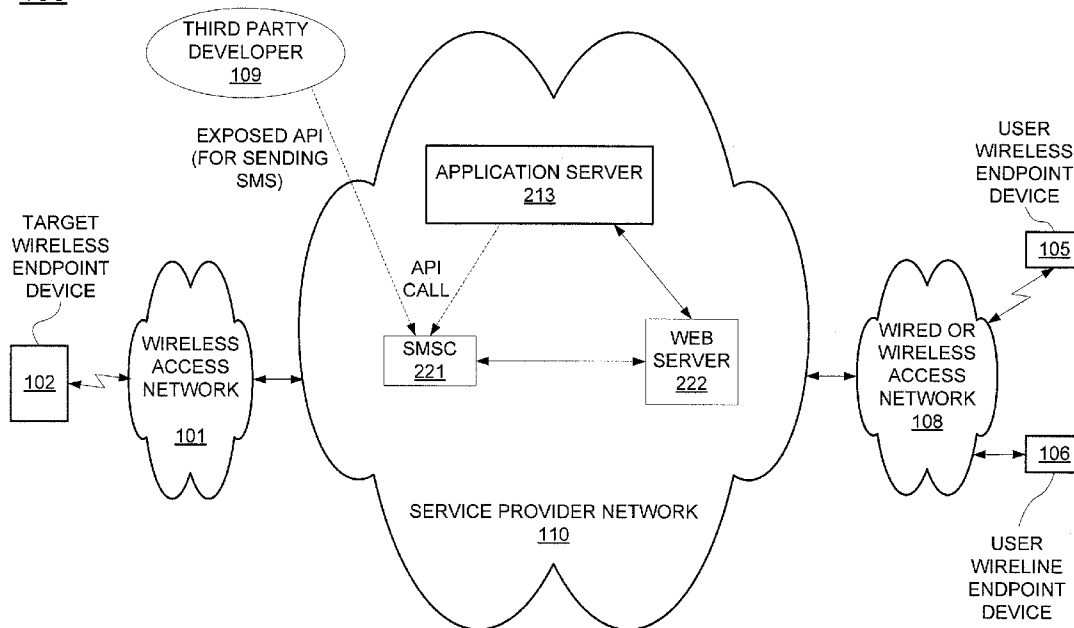 THIRD PARTY
DEVELOPER
109
EXPOSED API
(FOR SENDING
SMS)
APPLICATION SERVER
213
API
CALL
SMSC
221
WEB
SERVER
222
SERVICE PROVIDER NETWORK
110
TARGET
WIRELESS
ENDPOINT
DEVICE
102
WIRELESS
ACCESS
NETWORK
101
USER
WIRELESS
ENDPOINT
DEVICE
105
WIRED OR
WIRELESS
ACCESS
NETWORK
108
106
USER
WIRELINE
ENDPOINT
DEVICE